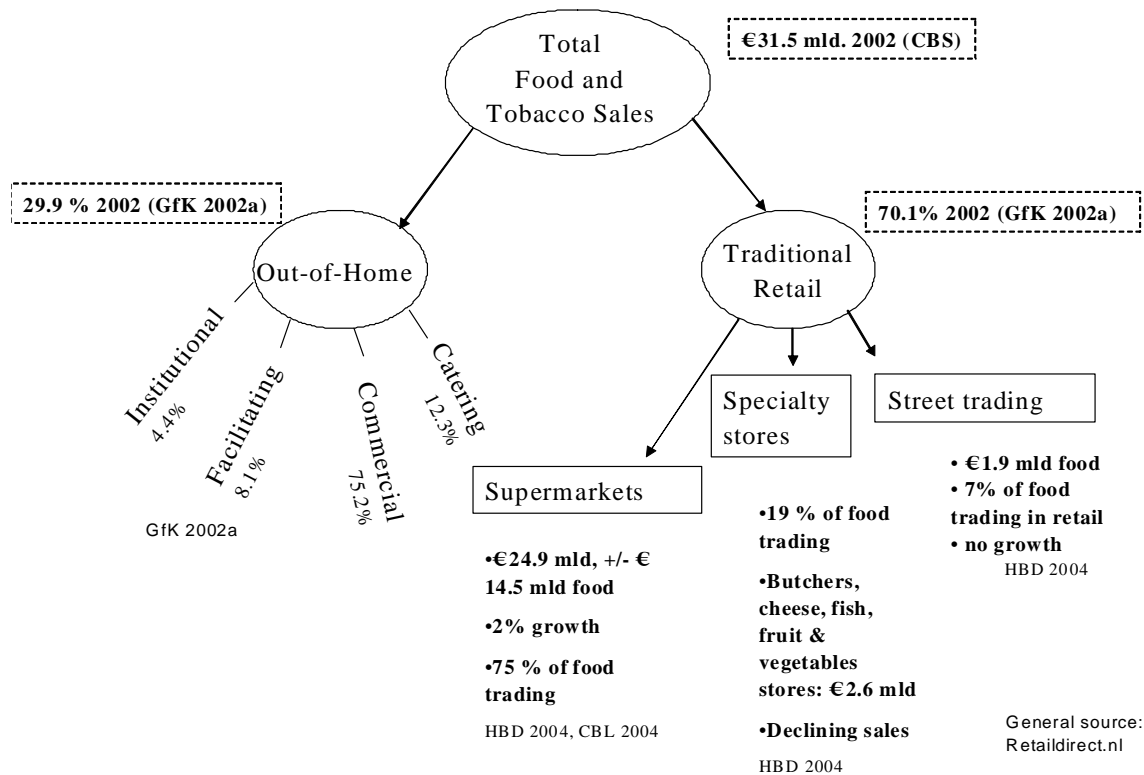 Total
Food and
Tobacco Sales
€31.5 mld. 2002 (CBS)
29.9 % 2002 (GfK 2002a)
70.1% 2002 (GfK 2002a)
Out-of-Home
Traditional
Retail
Institutional
4.4%
Facilitating
8.1%
Commercial
75.2%
Catering
12.3%
GfK 2002a
Supermarkets
•€24.9 mld, +/- €
14.5 mld food
•2% growth
•75 % of food
trading
HBD 2004, CBL 2004
Specialty
stores
•19 % of food
trading
•Butchers,
cheese, fish,
fruit &
vegetables
stores: €2.6 mld
•Declining sales
HBD 2004
Street trading
• €1.9 mld food
• 7% of food
trading in retail
• no growth
HBD 2004
General source:
Retaildirect.nl